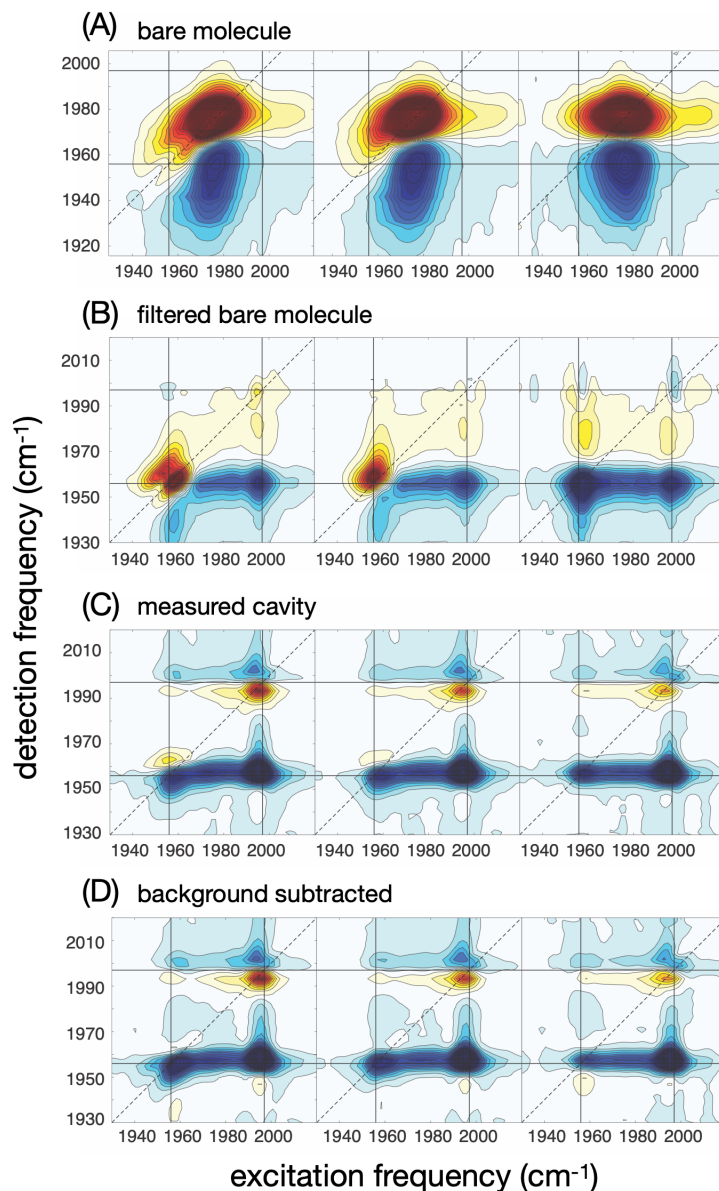 (A) bare molecule
2000
1980
1960
1940
1920
1940 1960 1980 2000 1940 1960 1980 2000 1940 1960 1980 2000
(B) filtered bare molecule
2010
1990
1970
1950
1930
1940 1960 1980 2000 1940 1960 1980 2000 1940 1960 1980 2000
(C) measured cavity
2010
1990
1970
1950
1930
1940 1960 1980 2000 1940 1960 1980 2000 1940 1960 1980 2000
(D) background subtracted
2010
1990
1970
1950
1930
1940 1960 1980 2000 1940 1960 1980 2000 1940 1960 1980 2000
detection frequency (cm⁻¹)
excitation frequency (cm⁻¹)